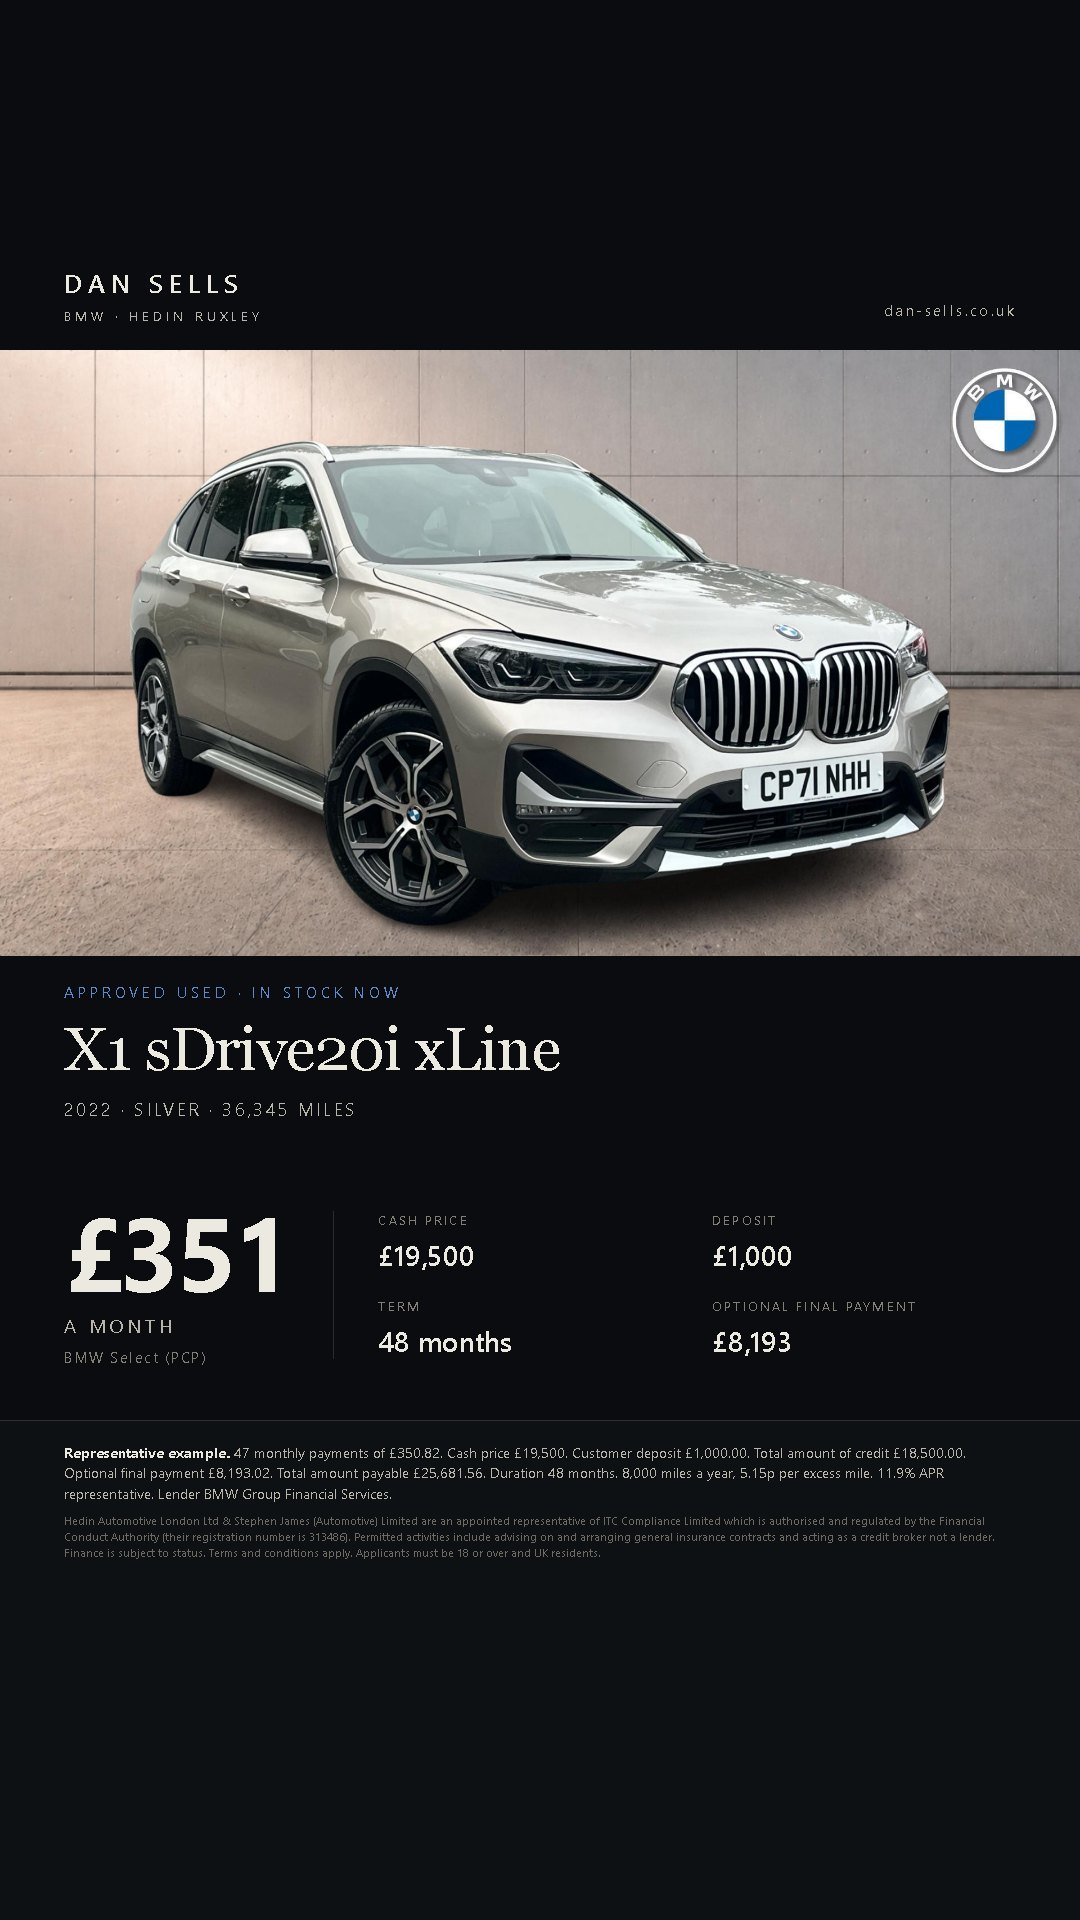 DAN SELLS
BMW · HEDIN RUXLEY
dan-sells.co.uk
BMW
CP71 NHH
APPROVED USED · IN STOCK NOW
X1 sDrive20i xLine
2022 · SILVER · 36,345 MILES
£351
A MONTH
BMW Select (PCP)
CASH PRICE
£19,500
DEPOSIT
£1,000
TERM
48 months
OPTIONAL FINAL PAYMENT
£8,193
Representative example. 47 monthly payments of £350.82. Cash price £19,500. Customer deposit £1,000.00. Total amount of credit £18,500.00.
Optional final payment £8,193.02. Total amount payable £25,681.56. Duration 48 months. 8,000 miles a year, 5.15p per excess mile. 11.9% APR
representative. Lender BMW Group Financial Services.
Hedin Automotive London Ltd & Stephen James (Automotive) Limited are an appointed representative of ITC Compliance Limited which is authorised and regulated by the Financial
Conduct Authority (their registration number is 313486). Permitted activities include advising on and arranging general insurance contracts and acting as a credit broker not a lender.
Finance is subject to status. Terms and conditions apply. Applicants must be 18 or over and UK residents.